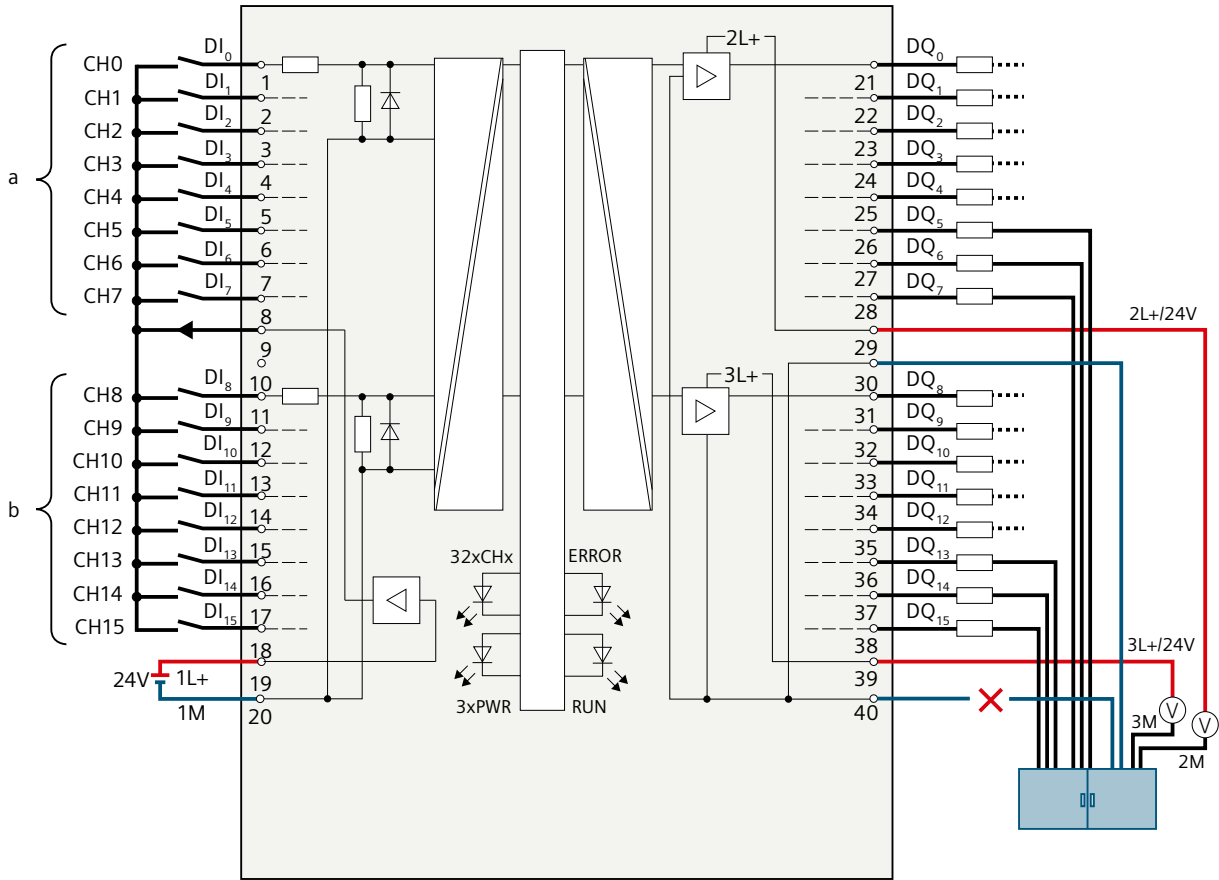 CH0 DI0 2L+ DQ0
CH1 DI1 1 21 DQ1
CH2 DI2 2 22 DQ2
CH3 DI3 3 23 DQ3
a CH4 DI4 4 24 DQ4
CH5 DI5 5 25 DQ5
CH6 DI6 6 26 DQ6
CH7 DI7 7 27 DQ7
8 28 2L+/24V
9 29
CH8 DI8 10 3L+ 30 DQ8
CH9 DI9 11 31 DQ9
CH10 DI10 12 32 DQ10
CH11 DI11 13 33 DQ11
b CH12 DI12 14 34 DQ12
CH13 DI13 15 32xCHx ERROR 35 DQ13
CH14 DI14 16 36 DQ14
CH15 DI15 17 37 DQ15
18 38 3L+/24V
24V 1L+ 19 39
1M 20 3xPWR RUN 40 3M V V
2M